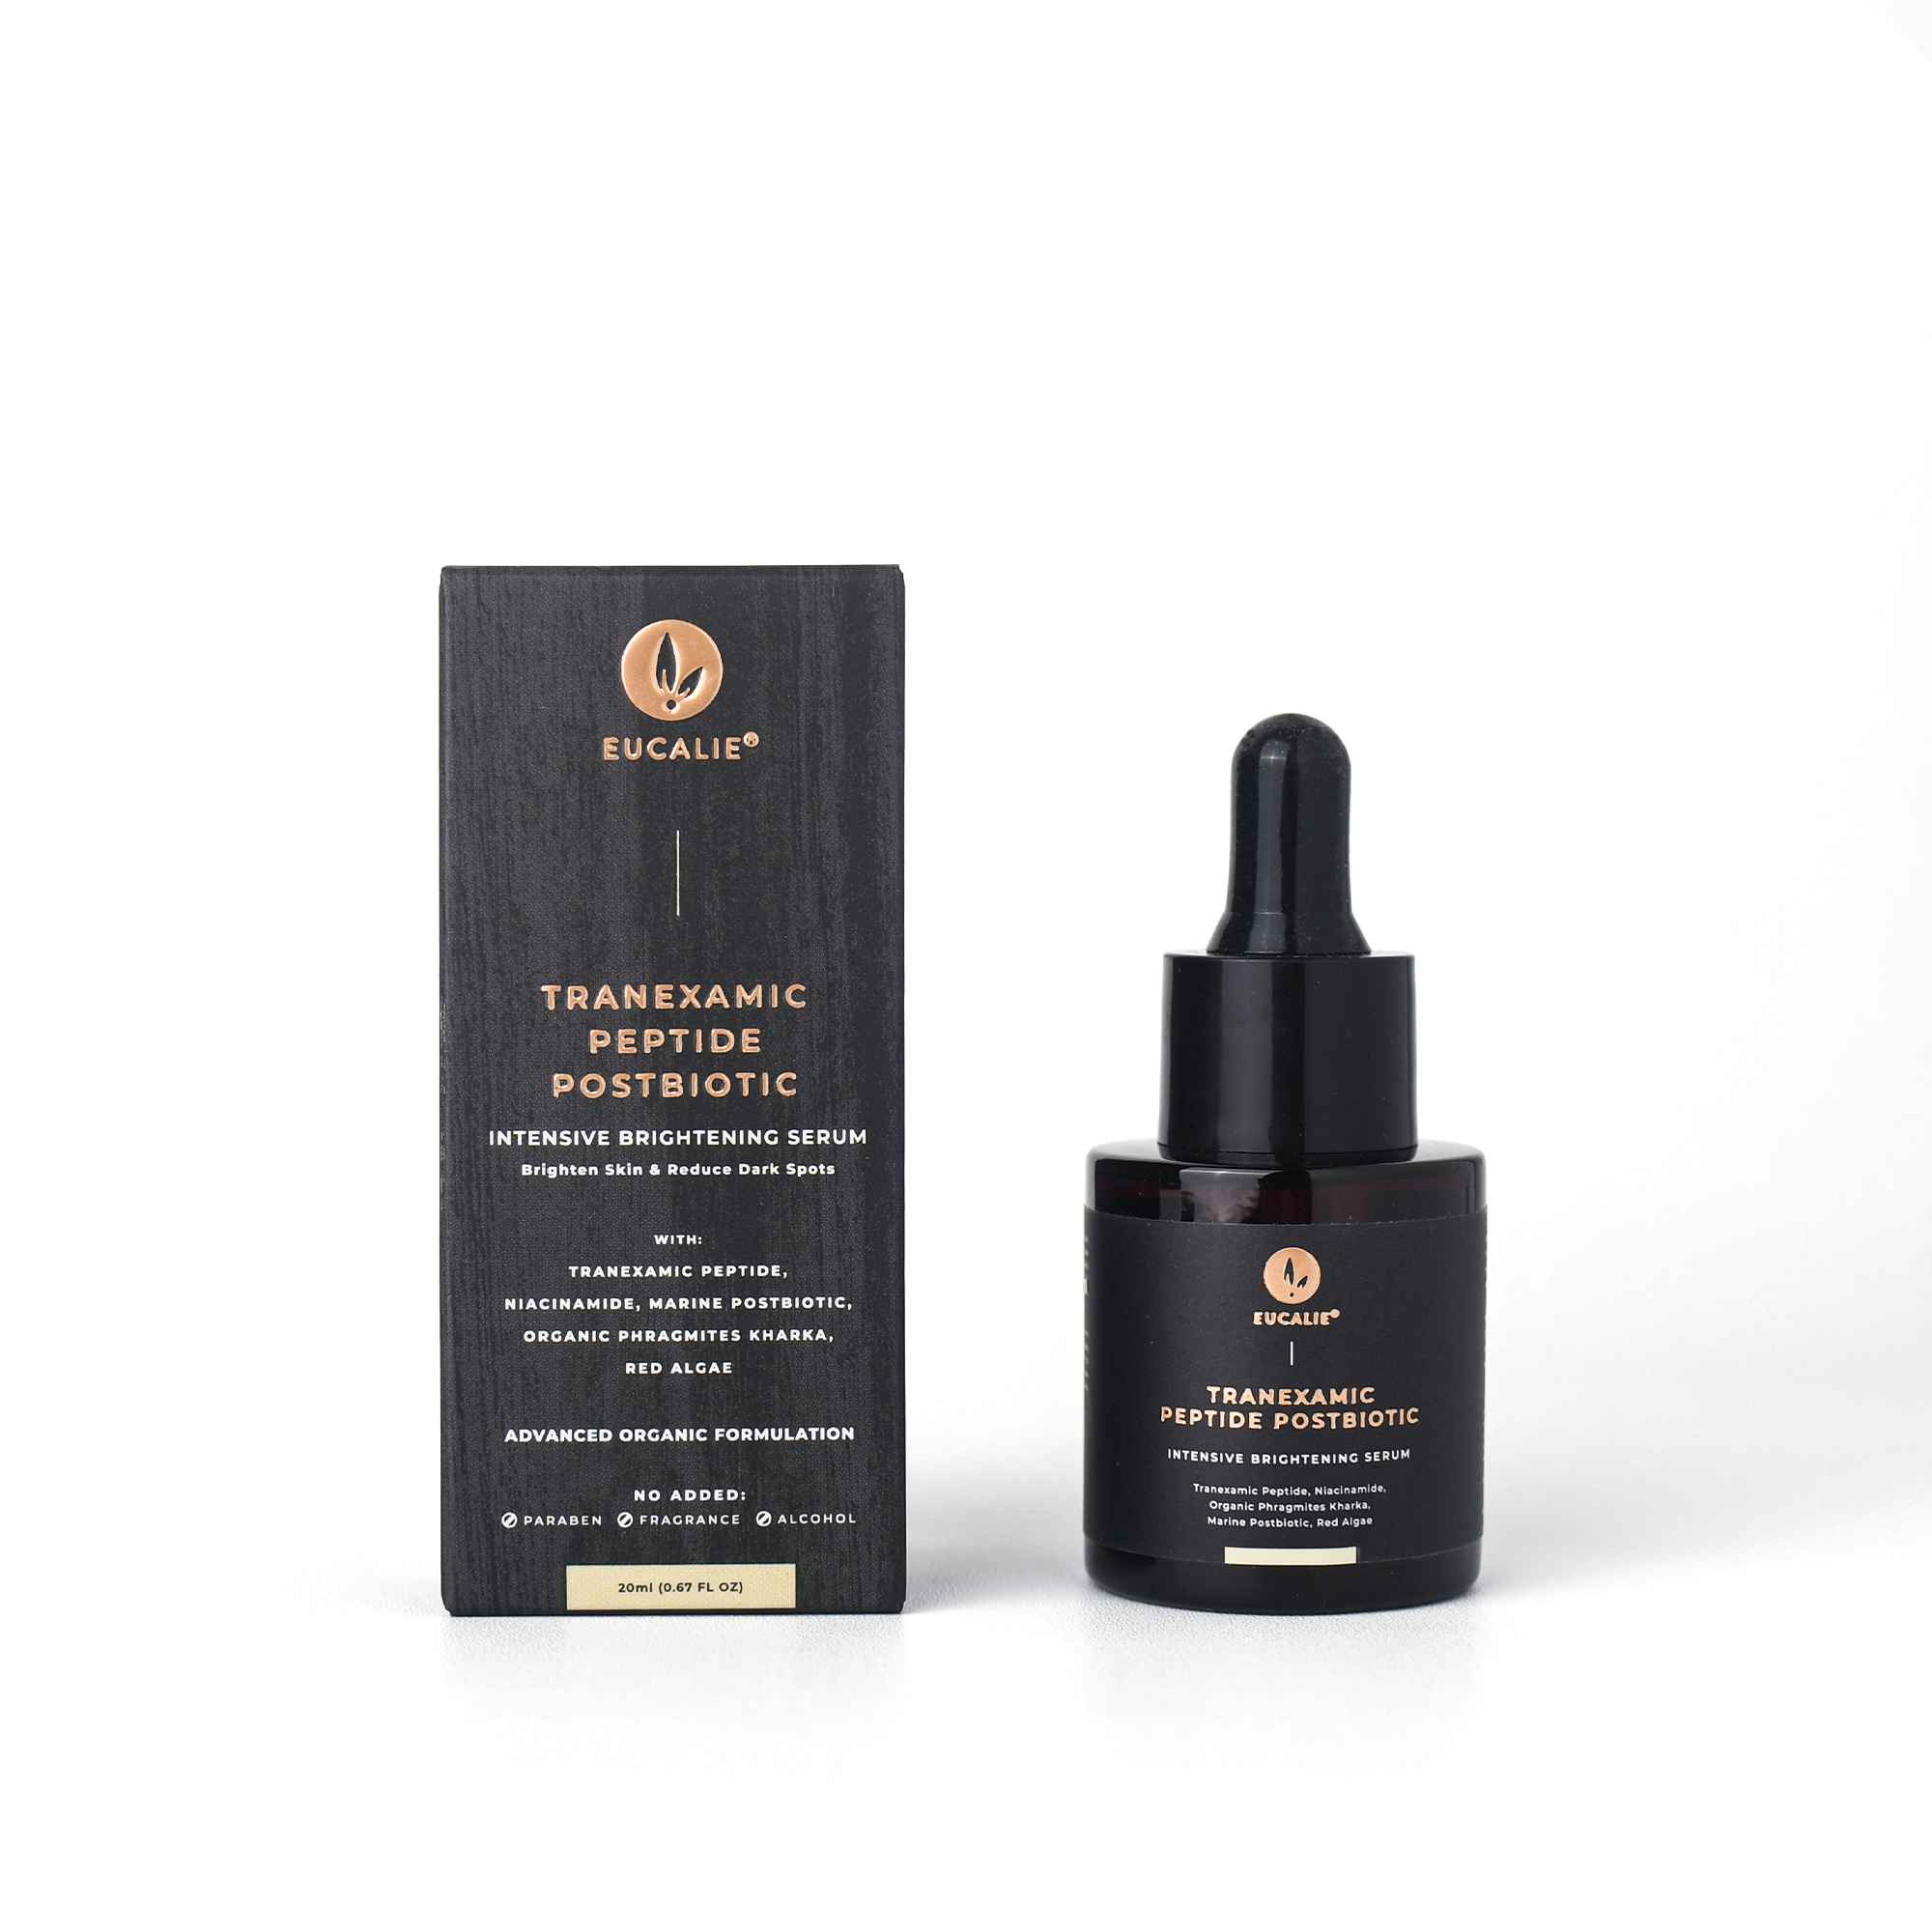 EUCALIE®
TRANEXAMIC
PEPTIDE
POSTBIOTIC
INTENSIVE BRIGHTENING SERUM
Brighten Skin & Reduce Dark Spots
WITH:
TRANEXAMIC PEPTIDE,
NIACINAMIDE, MARINE POSTBIOTIC,
ORGANIC PHRAGMITES KHARKA,
RED ALGAE
ADVANCED ORGANIC FORMULATION
NO ADDED:
PARABEN FRAGRANCE ALCOHOL
20ml (0.67 FL OZ)
EUCALIE®
TRANEXAMIC
PEPTIDE POSTBIOTIC
INTENSIVE BRIGHTENING SERUM
Tranexamic Peptide, Niacinamide,
Organic Phragmites Kharka,
Marine Postbiotic, Red Algae